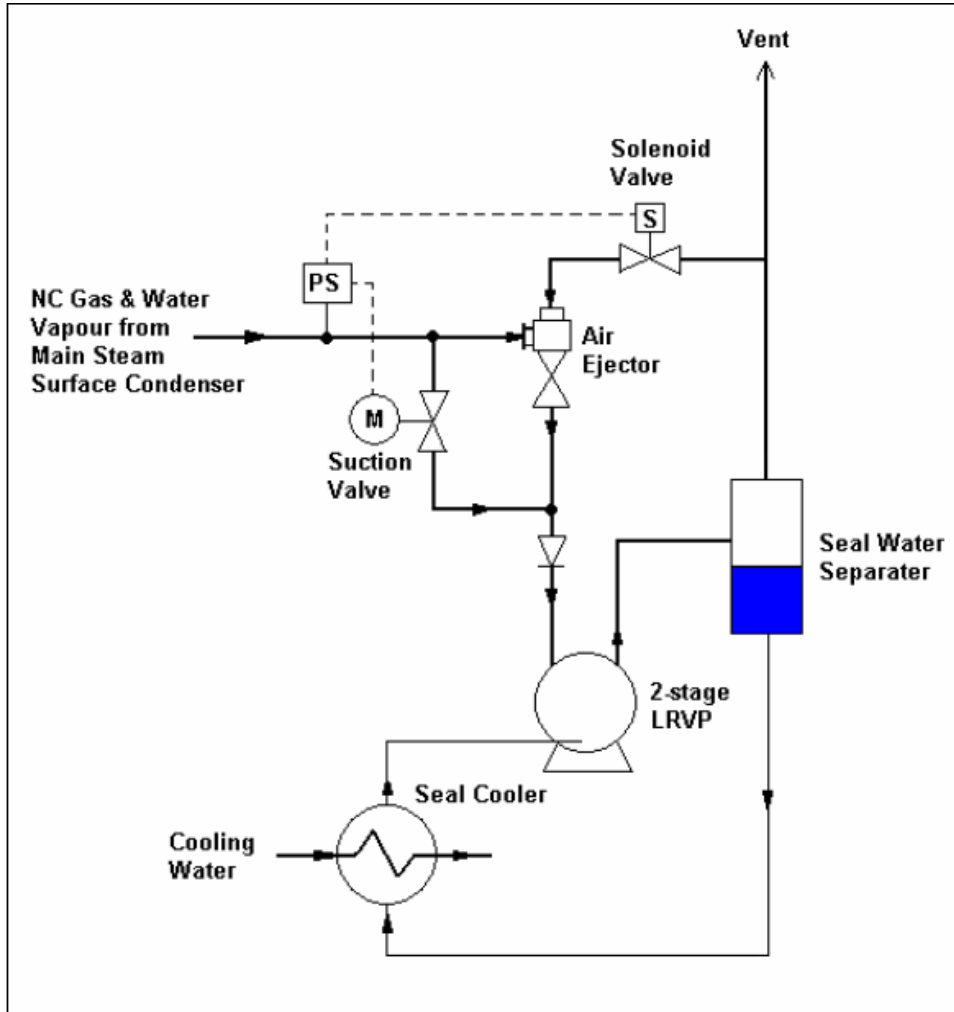 Vent
Solenoid
Valve
S
PS
NC Gas & Water
Vapour from
Main Steam
Surface Condenser
Air
Ejector
M
Suction
Valve
Seal Water
Separater
2-stage
LRVP
Seal Cooler
Cooling
Water